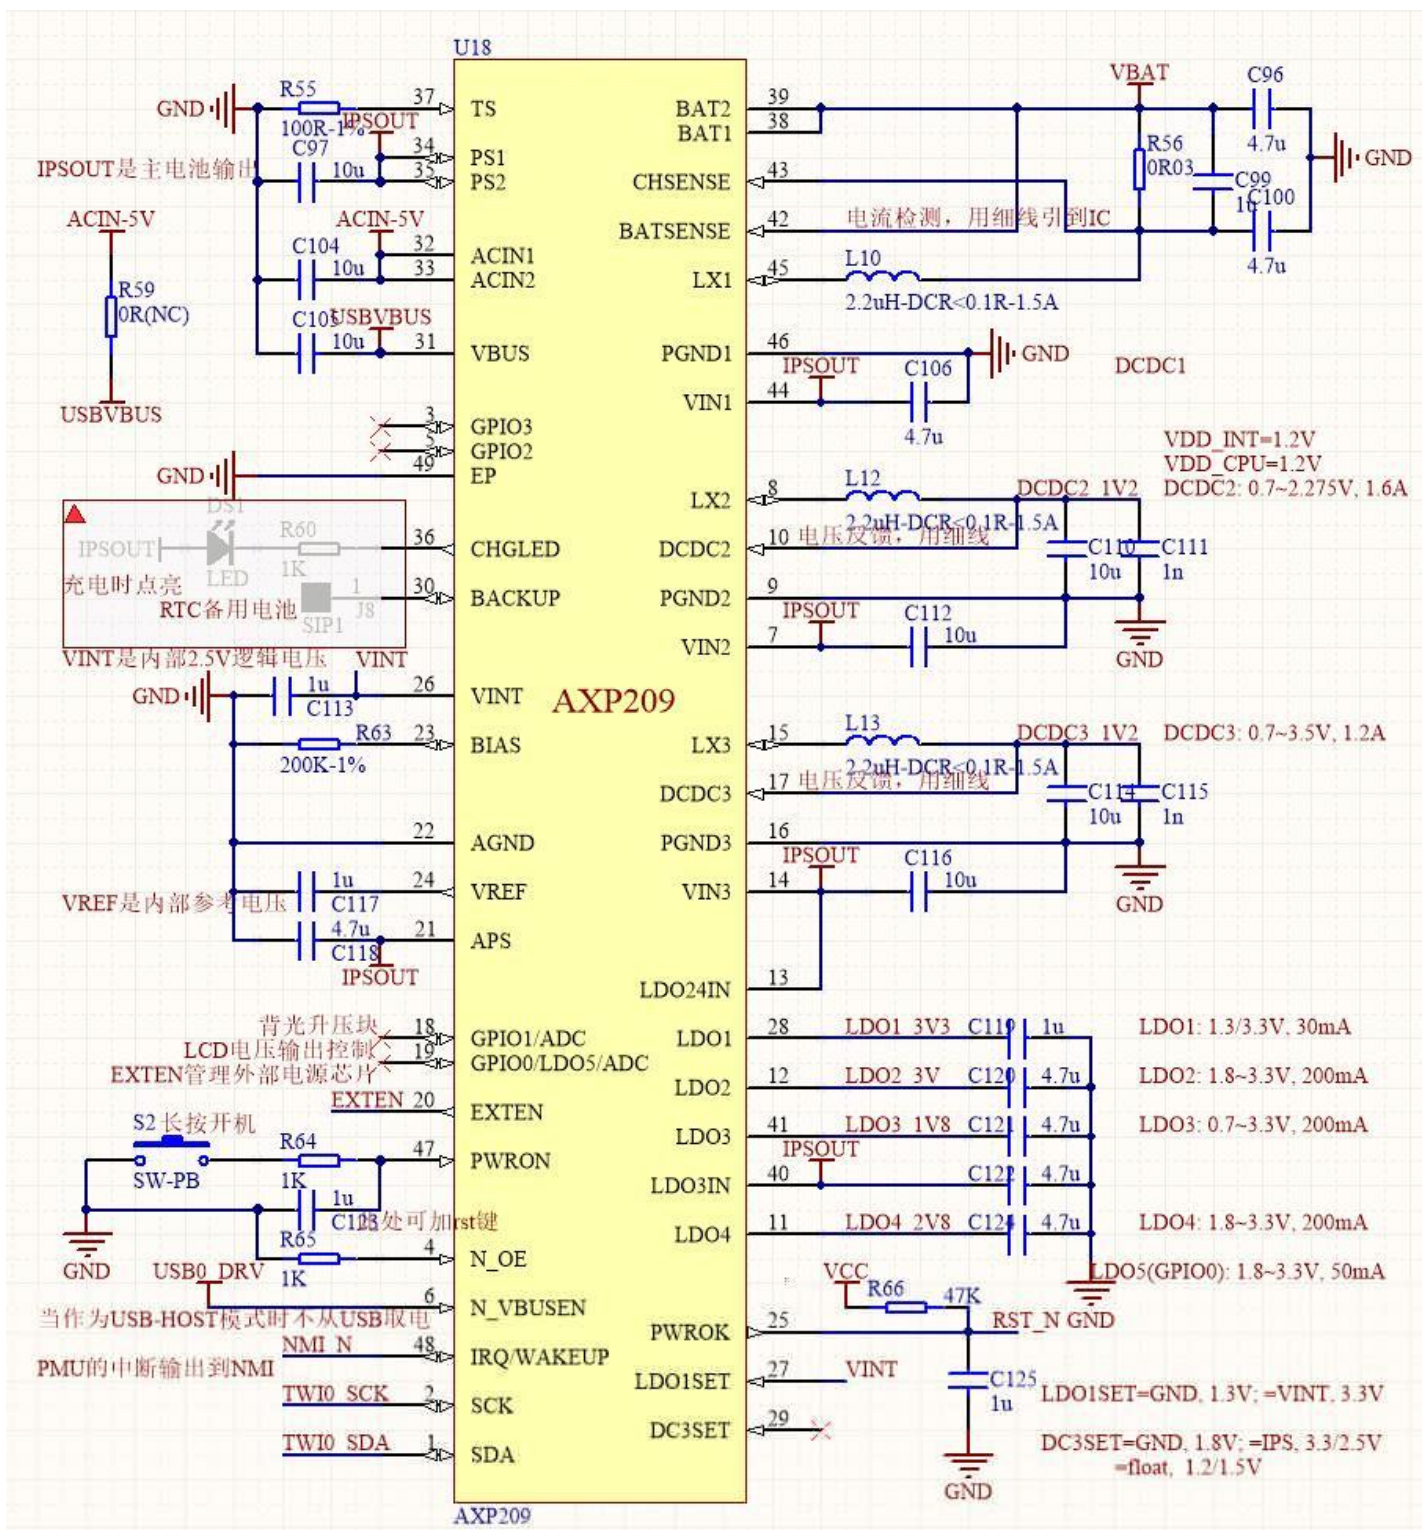 U18
R55
GND
37
TS
100R-1%
IPSOUT
C97
34
PS1
IPSOUT是主电池输出
10u
35
PS2
ACIN-5V
ACIN-5V
C104
32
ACIN1
10u
33
ACIN2
R59
0R(NC)
C105
USBVBUS
10u
31
VBUS
USBVBUS
3
GPIO3
5
GPIO2
GND
49
EP
DS1
R60
IPSOUT
36
CHGLED
LED
1K
充电时点亮
1
30
BACKUP
RTC备用电池
J8
SIP1
VINT是内部2.5V逻辑电压
VINT
GND
1u
26
VINT
C113
R63
23
BIAS
200K-1%
22
AGND
1u
24
VREF
VREF是内部参考电压
C117
4.7u
21
APS
C118
IPSOUT
背光升压块
18
GPIO1/ADC
LCD电压输出控制
19
GPIO0/LDO5/ADC
EXTEN管理外部电源芯片
EXTEN
20
EXTEN
S2
长按开机
R64
47
PWRON
SW-PB
1K
1u
C123
此处可加rst键
R65
4
N_OE
GND
USB0_DRV
1K
6
N_VBUSEN
当作为USB-HOST模式时不从USB取电
NMI_N
48
IRQ/WAKEUP
PMU的中断输出到NMI
TWI0_SCK
2
SCK
TWI0_SDA
1
SDA
AXP209
AXP209
VBAT
C96
BAT2
39
BAT1
38
R56
0R03
4.7u
GND
CHSENSE
43
C99
1u
C100
电流检测，用细线引到IC
BATSENSE
42
4.7u
L10
LX1
45
2.2uH-DCR<0.1R-1.5A
PGND1
46
GND
DCDC1
IPSOUT
C106
VIN1
44
4.7u
VDD_INT=1.2V
VDD_CPU=1.2V
L12
DCDC2_1V2
DCDC2: 0.7~2.275V, 1.6A
LX2
8
2.2uH-DCR<0.1R-1.5A
DCDC2
10
电压反馈，用细线
C110
C111
10u
1n
PGND2
9
IPSOUT
C112
VIN2
7
10u
GND
L13
DCDC3_1V2
DCDC3: 0.7~3.5V, 1.2A
LX3
15
2.2uH-DCR<0.1R-1.5A
DCDC3
17
电压反馈，用细线
C114
C115
10u
1n
PGND3
16
IPSOUT
C116
VIN3
14
10u
GND
LDO24IN
13
LDO1
28
LDO1_3V3
C119
1u
LDO1: 1.3/3.3V, 30mA
LDO2
12
LDO2_3V
C120
4.7u
LDO2: 1.8~3.3V, 200mA
LDO3
41
LDO3_1V8
C121
4.7u
LDO3: 0.7~3.3V, 200mA
IPSOUT
LDO3IN
40
C122
4.7u
LDO4
11
LDO4_2V8
C124
4.7u
LDO4: 1.8~3.3V, 200mA
LDO5(GPIO0): 1.8~3.3V, 50mA
VCC
R66
47K
PWROK
25
RST_N
GND
LDO1SET
27
VINT
C125
1u
LDO1SET=GND, 1.3V; =VINT, 3.3V
DC3SET
29
DC3SET=GND, 1.8V; =IPS, 3.3/2.5V
=float, 1.2/1.5V
GND